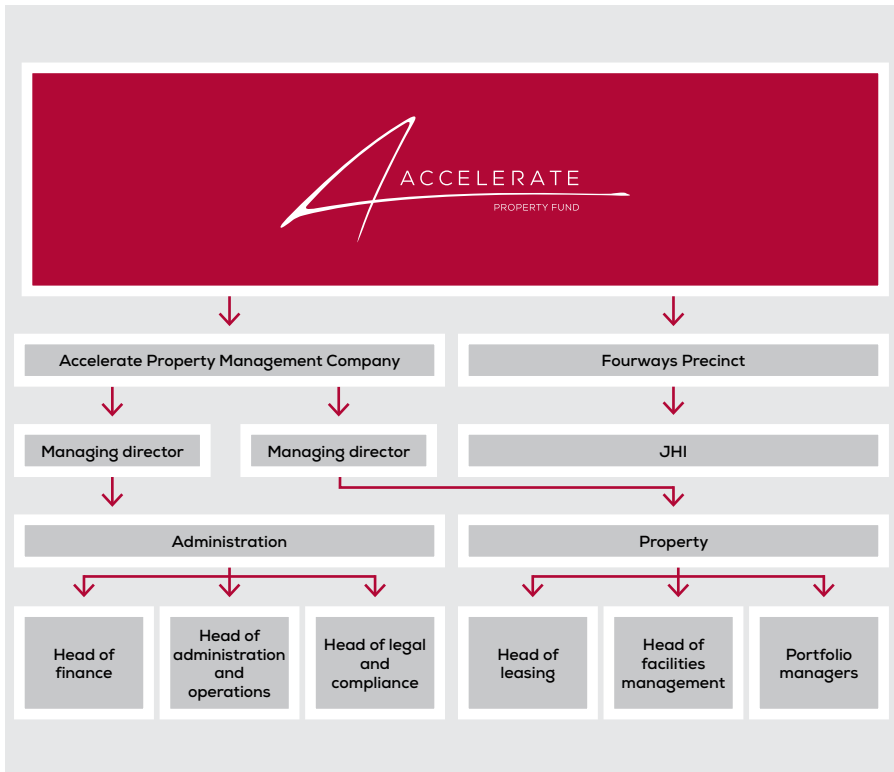 ACCELERATE
PROPERTY FUND
Accelerate Property Management Company
Fourways Precinct
Managing director
Managing director
JHI
Administration
Property
Head of
finance
Head of
administration
and
operations
Head of legal
and
compliance
Head of
leasing
Head of
facilities
management
Portfolio
managers